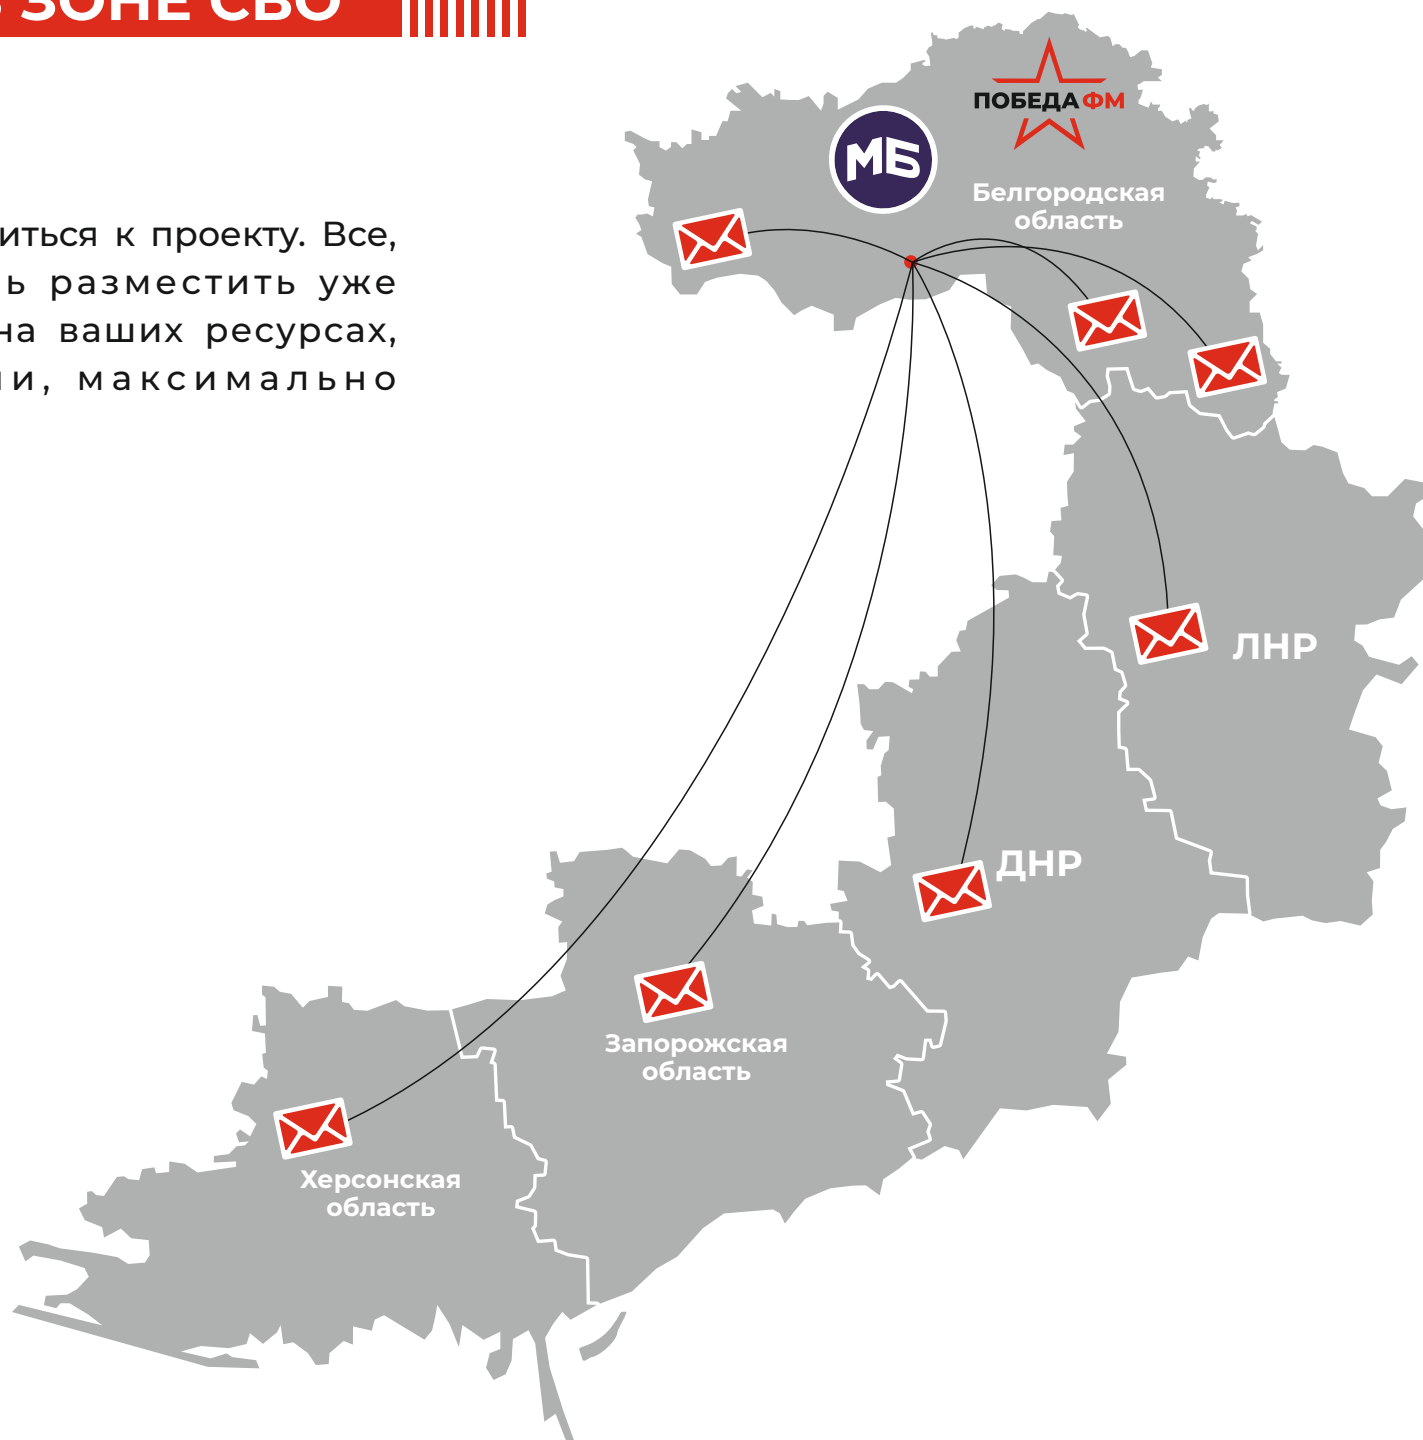 ЗОНЕ СВО
иться к проекту. Все,
ь разместить уже
на ваших ресурсах,
и, максимально
ПОБЕДА ФМ
МБ
Белгородская
область
ЛНР
ДНР
Запорожская
область
Херсонская
область